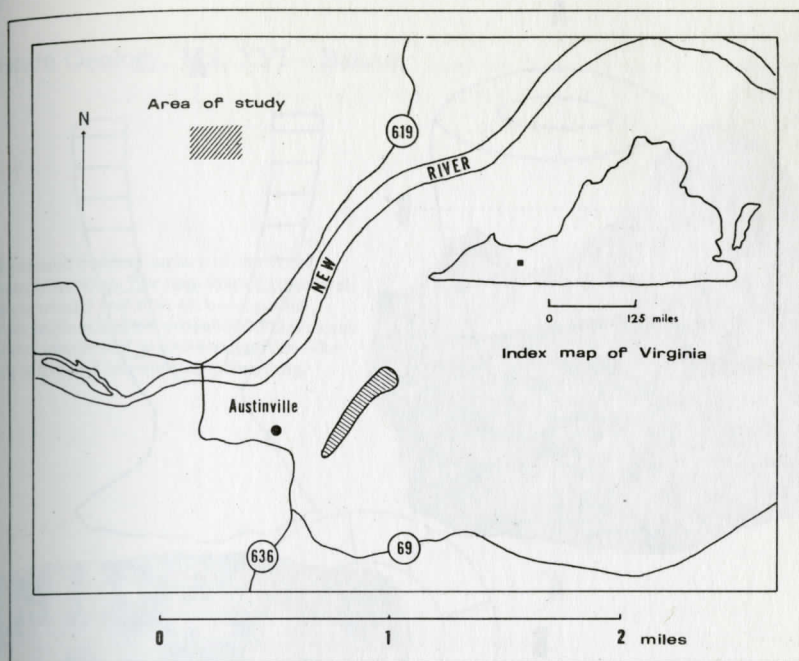 Area of study
N
619
NEW RIVER
0 125 miles
Index map of Virginia
Austinville
636
69
0 1 2 miles